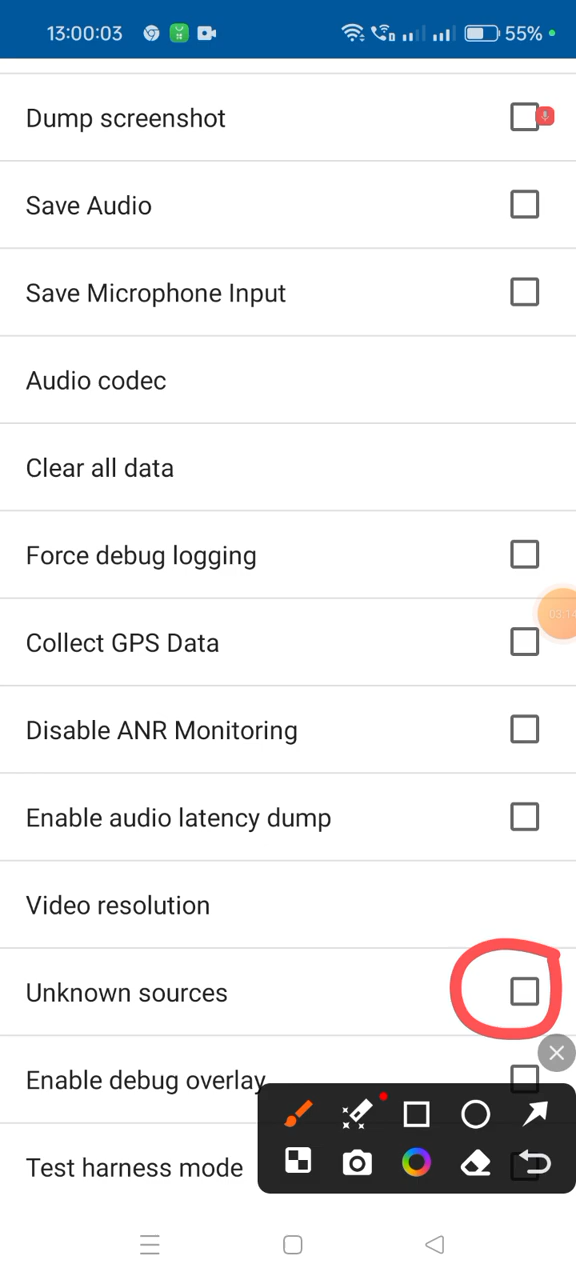 13:00:03
55%
Dump screenshot
Save Audio
Save Microphone Input
Audio codec
Clear all data
Force debug logging
03:14
Collect GPS Data
Disable ANR Monitoring
Enable audio latency dump
Video resolution
Unknown sources
Enable debug overlay
Test harness mode